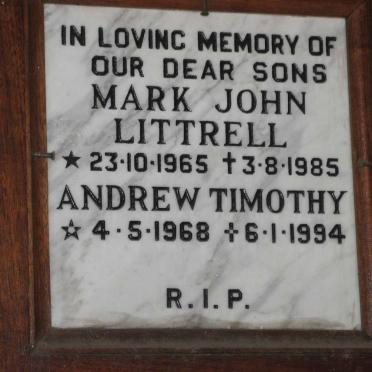 IN LOVING MEMORY OF
OUR DEAR SONS
MARK JOHN
LITTRELL
★ 23·10·1965 ✝ 3·8·1985
ANDREW TIMOTHY
☆ 4·5·1968 ✝ 6·1·1994
R.I.P.